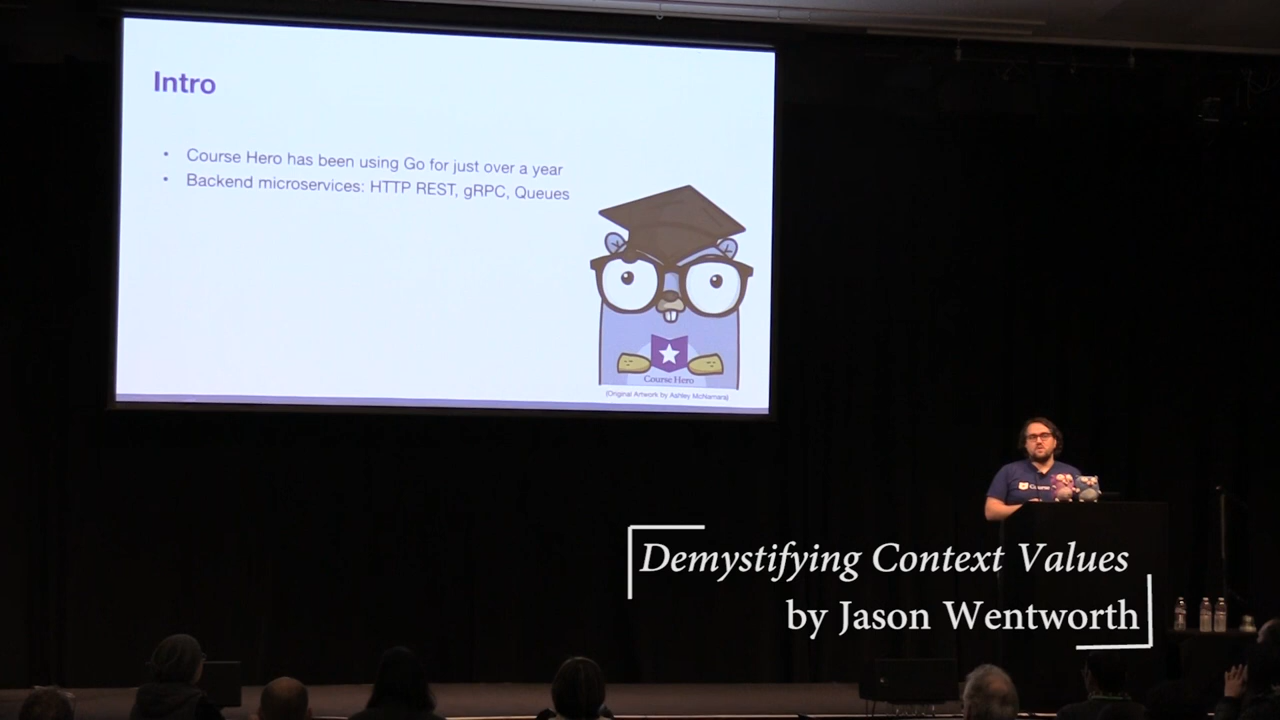 Intro
• Course Hero has been using Go for just over a year
• Backend microservices: HTTP REST, gRPC, Queues
Course Hero
(Original Artwork by Ashley McNamara)
Course
Demystifying Context Values
by Jason Wentworth